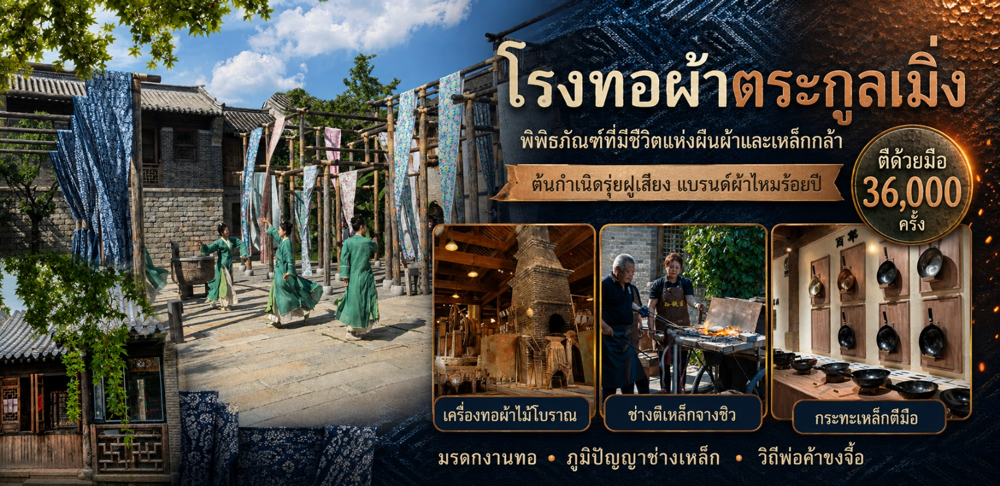 โรงทอผ้าตระกูลเมิ่ง
พิพิธภัณฑ์ที่มีชีวิตแห่งผืนผ้าและเหล็กกล้า
ต้นกำเนิดรุ่ยฝูเสียง แบรนด์ผ้าไหมร้อยปี
ตีด้วยมือ
36,000
ครั้ง
百年
เครื่องทอผ้าไม้โบราณ
ช่างตีเหล็กจางชิว
กระทะเหล็กตีมือ
มรดกงานทอ • ภูมิปัญญาช่างเหล็ก • วิถีพ่อค้าขงจื้อ